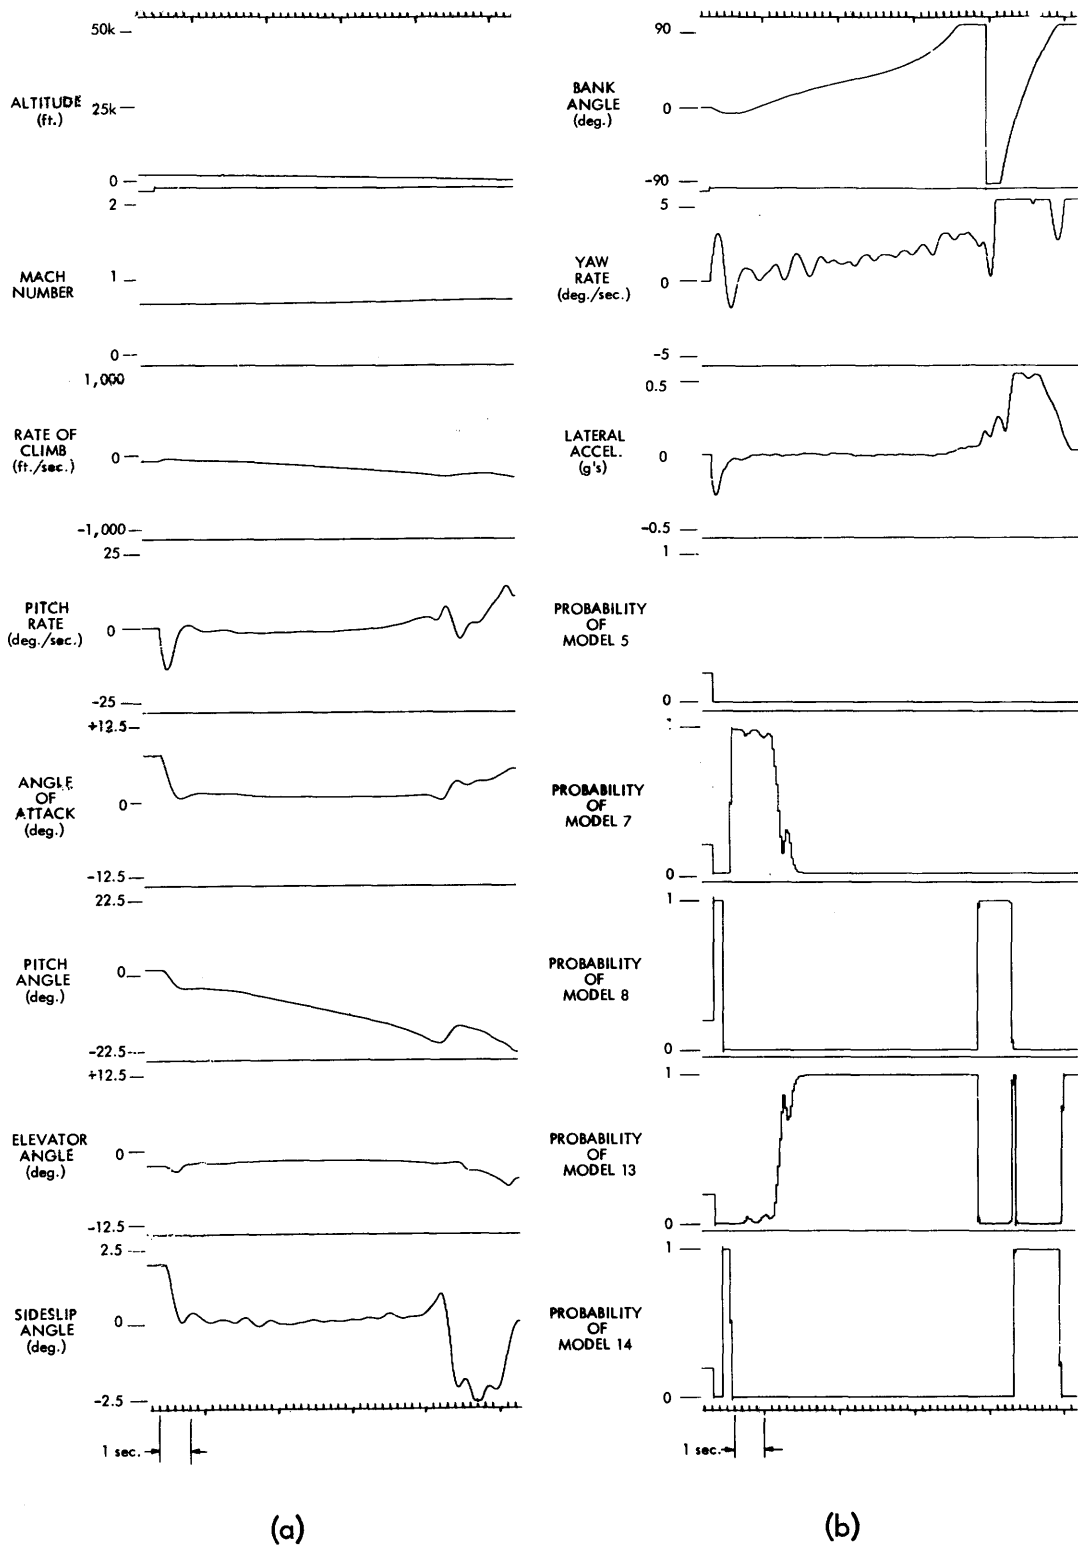 50k
ALTITUDE
(ft.)
25k
0
2
MACH
NUMBER
1
0
1,000
RATE OF
CLIMB
(ft./sec.)
0
-1,000
25
PITCH
RATE
(deg./sec.)
0
-25
+12.5
ANGLE
OF
ATTACK
(deg.)
0
-12.5
22.5
PITCH
ANGLE
(deg.)
0
-22.5
+12.5
ELEVATOR
ANGLE
(deg.)
0
-12.5
2.5
SIDESLIP
ANGLE
(deg.)
0
-2.5
1 sec.
(a)
90
BANK
ANGLE
(deg.)
0
-90
5
YAW
RATE
(deg./sec.)
0
-5
0.5
LATERAL
ACCEL.
(g's)
0
-0.5
1
PROBABILITY
OF
MODEL 5
0
PROBABILITY
OF
MODEL 7
0
1
PROBABILITY
OF
MODEL 8
0
1
PROBABILITY
OF
MODEL 13
0
1
PROBABILITY
OF
MODEL 14
0
1 sec.
(b)